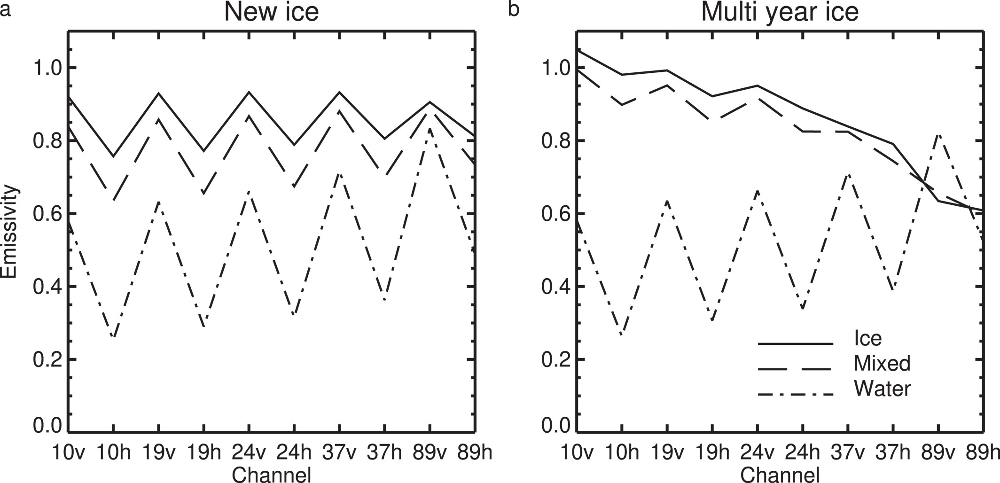 a
New ice
Emissivity
1.0
0.8
0.6
0.4
0.2
0.0
10v 10h 19v 19h 24v 24h 37v 37h 89v 89h
Channel
b
Multi year ice
1.0
0.8
0.6
0.4
0.2
0.0
Ice
Mixed
Water
10v 10h 19v 19h 24v 24h 37v 37h 89v 89h
Channel